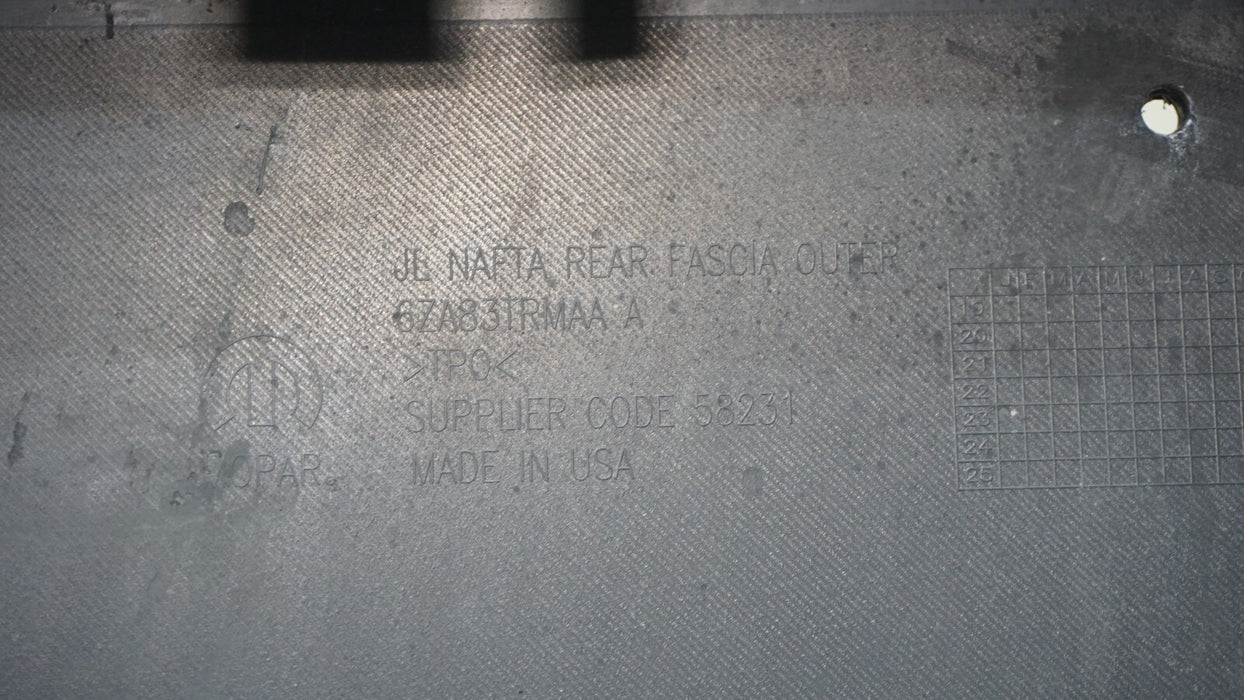 JL NAFTA REAR FASCIA OUTER
6ZA83TRMAA A
>TPO<
SUPPLIER CODE 58231
MADE IN USA
MOPAR
J F M A M J J A S
19
20
21
22
23
24
25